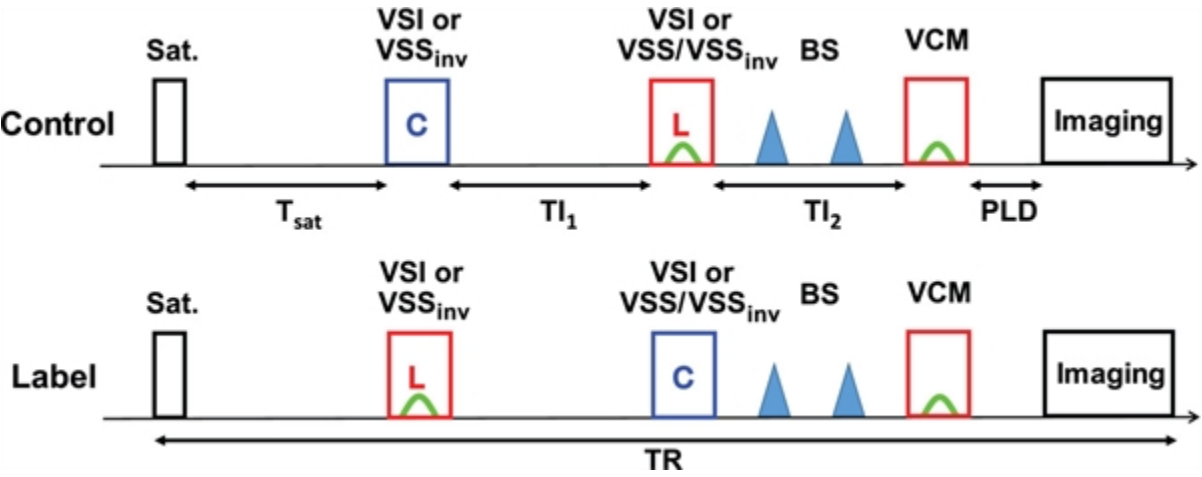 VSI or
VSS_inv
VSI or
VSS/VSS_inv
Sat.
BS
VCM
Control
C
L
Imaging
T_sat
TI_1
TI_2
PLD
VSI or
VSS_inv
VSI or
VSS/VSS_inv
Sat.
BS
VCM
Label
L
C
Imaging
TR